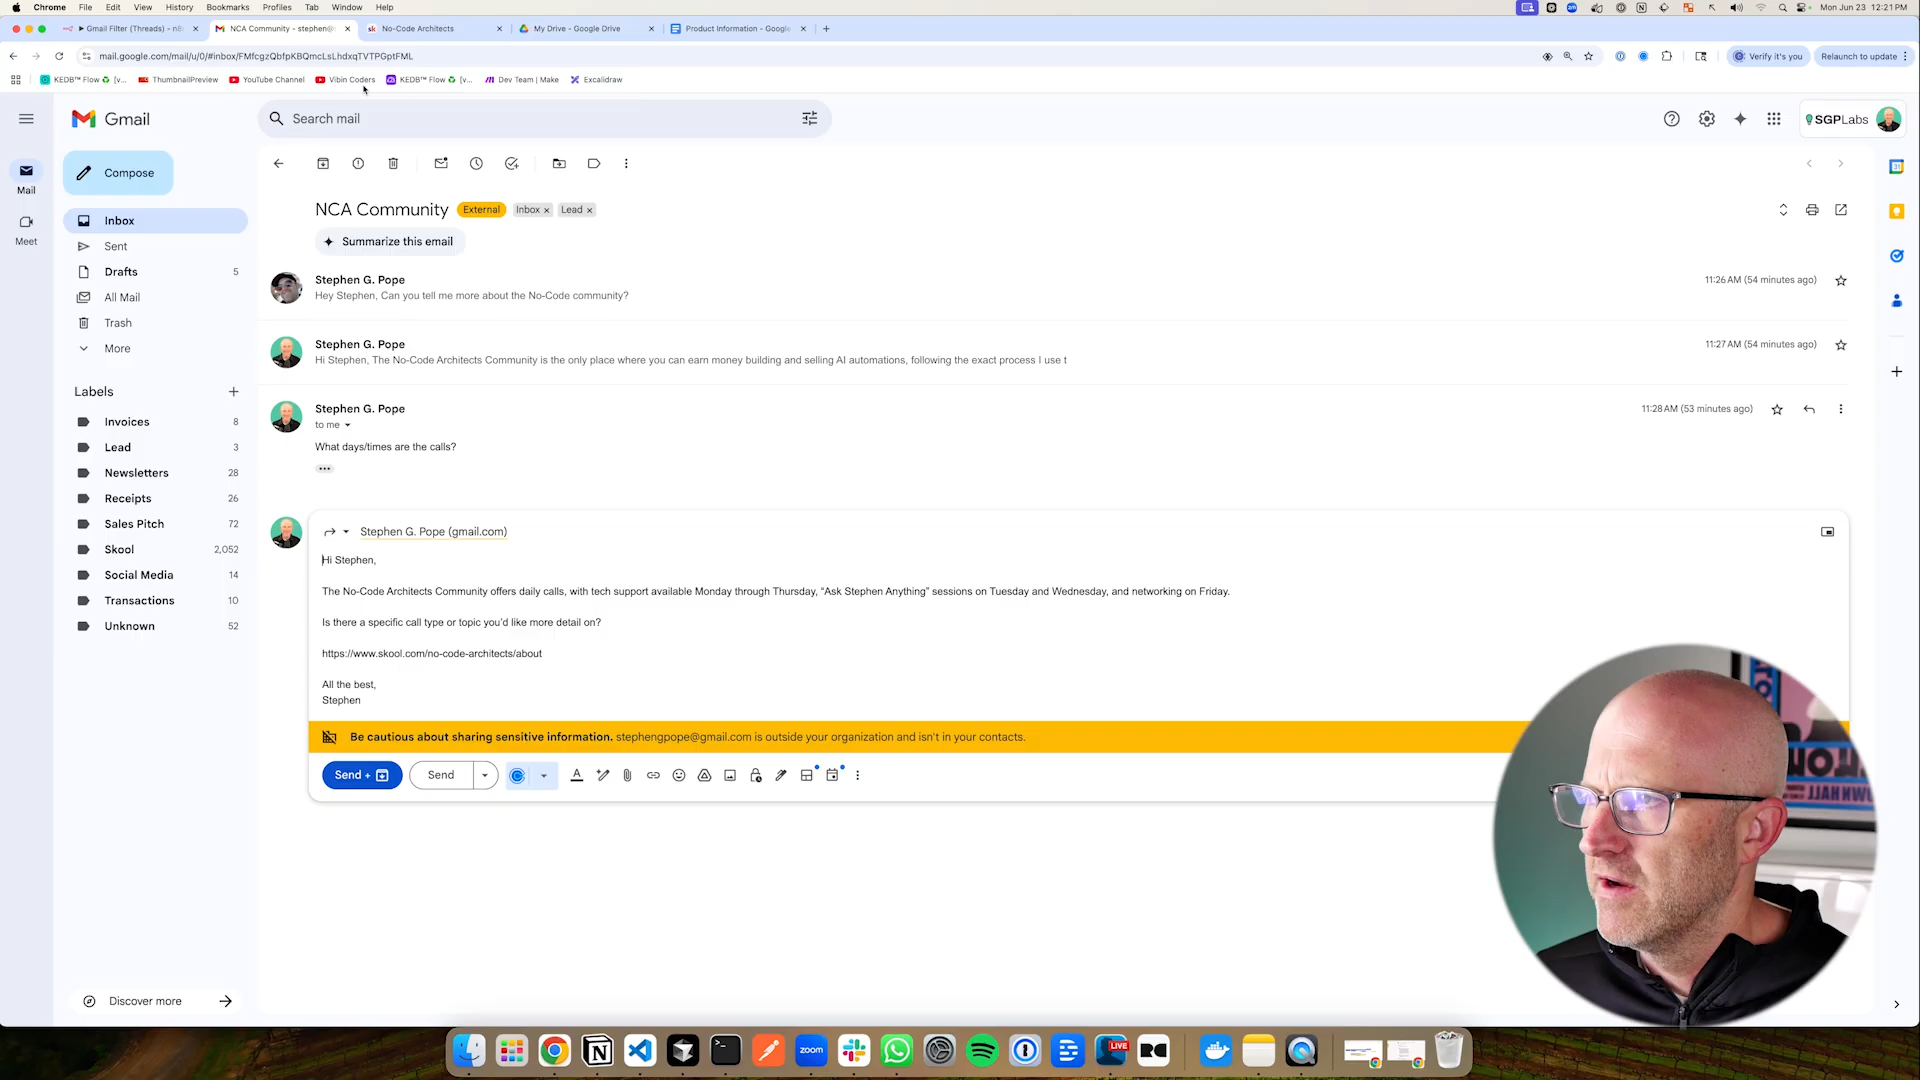 Chrome File Edit View History Bookmarks Profiles Tab Window Help Mon Jun 23 12:21 PM
Gmail Filter (Threads) - n8n NCA Community - stephen@s No-Code Architects My Drive - Google Drive Product Information - Google
mail.google.com/mail/u/0/#inbox/FMfcgzQbfpKBQmcLsLhdxqTVTPGptFML Verify it's you Relaunch to update
KEDB™ Flow [v... ThumbnailPreview YouTube Channel Vibin Coders KEDB™ Flow [v... Dev Team | Make Excalidraw
Gmail
Search mail
SGPLabs
Compose
Mail
Meet
Inbox
Sent
Drafts 5
All Mail
Trash
More
Labels
Invoices 8
Lead 3
Newsletters 28
Receipts 26
Sales Pitch 72
Skool 2,052
Social Media 14
Transactions 10
Unknown 52
Discover more
NCA Community External Inbox × Lead ×
Summarize this email
Stephen G. Pope 11:26 AM (54 minutes ago)
Hey Stephen, Can you tell me more about the No-Code community?
Stephen G. Pope 11:27 AM (54 minutes ago)
Hi Stephen, The No-Code Architects Community is the only place where you can earn money building and selling AI automations, following the exact process I use t
Stephen G. Pope 11:28 AM (53 minutes ago)
to me
What days/times are the calls?
Stephen G. Pope (gmail.com)
Hi Stephen,
The No-Code Architects Community offers daily calls, with tech support available Monday through Thursday, “Ask Stephen Anything” sessions on Tuesday and Wednesday, and networking on Friday.
Is there a specific call type or topic you’d like more detail on?
https://www.skool.com/no-code-architects/about
All the best,
Stephen
Be cautious about sharing sensitive information. stephengpope@gmail.com is outside your organization and isn't in your contacts.
Send + Send
zoom LIVE